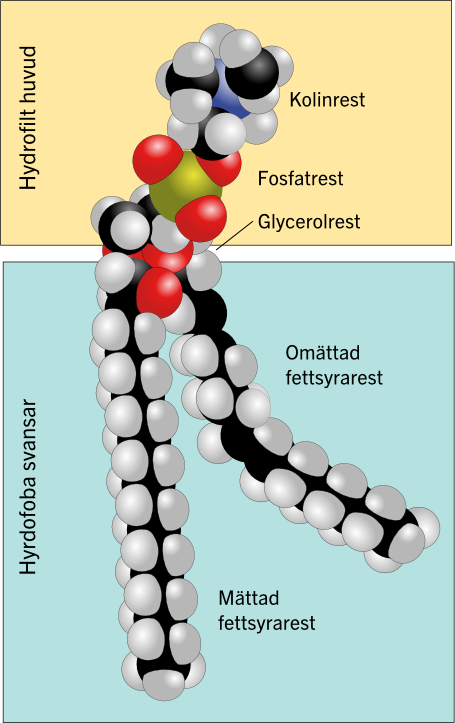 Hydrofilt huvud
Kolinrest
Fosfatrest
Glycerolrest
Hyrdofoba svansar
Omättad
fettsyrarest
Mättad
fettsyrarest